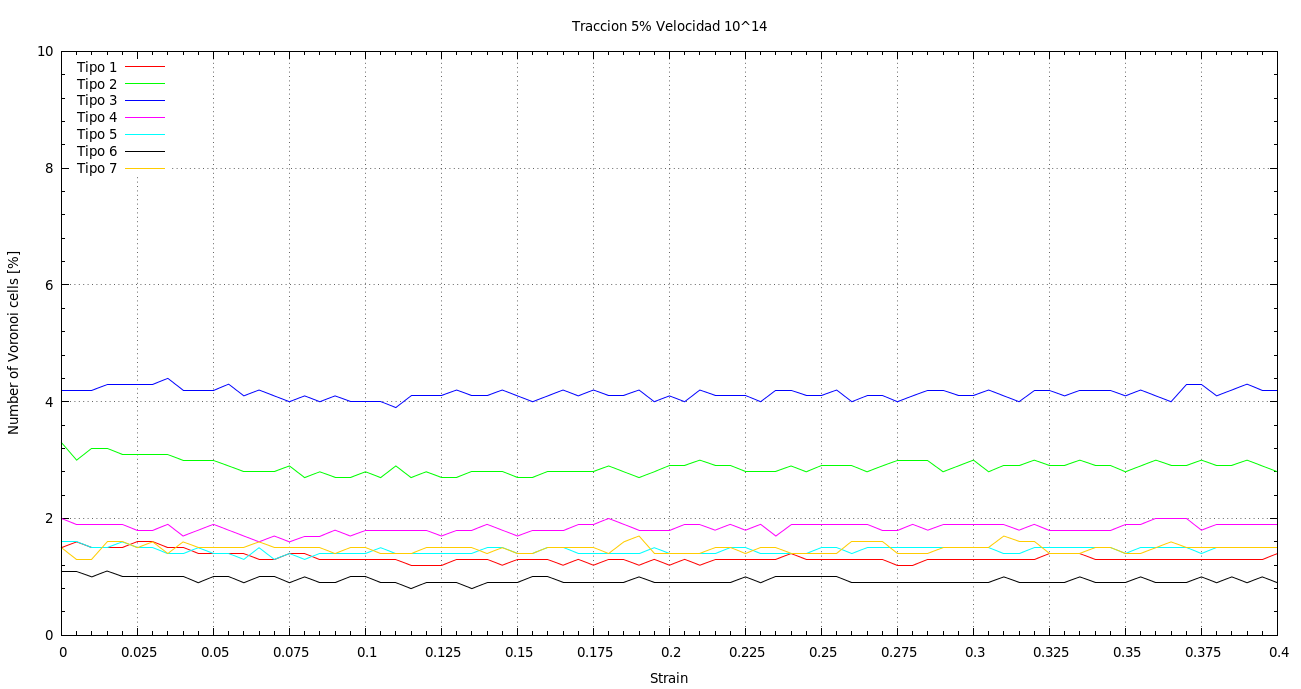 Traccion 5% Velocidad 10^14
10
8
6
4
2
0
Number of Voronoi cells [%]
Tipo 1
Tipo 2
Tipo 3
Tipo 4
Tipo 5
Tipo 6
Tipo 7
0 0.025 0.05 0.075 0.1 0.125 0.15 0.175 0.2 0.225 0.25 0.275 0.3 0.325 0.35 0.375 0.4
Strain